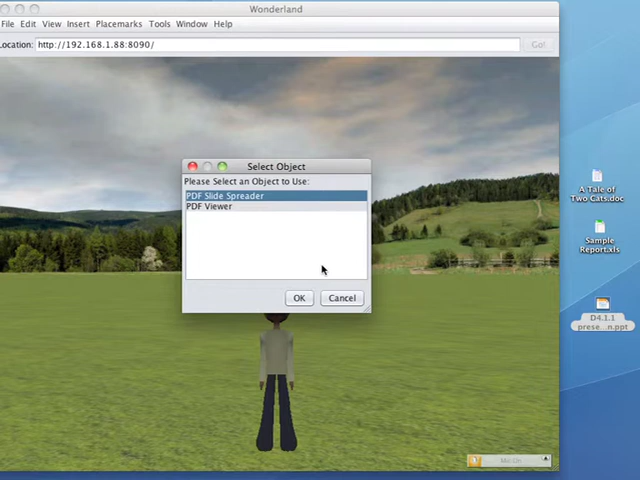 Wonderland
File Edit View Insert Placemarks Tools Window Help
Location: http://192.168.1.88:8090/ Go!
Select Object
Please Select an Object to Use:
PDF Slide Spreader
PDF Viewer
OK Cancel
A Tale of
Two Cats.doc
Sample
Report.xls
D4.1.1
prese...n.ppt